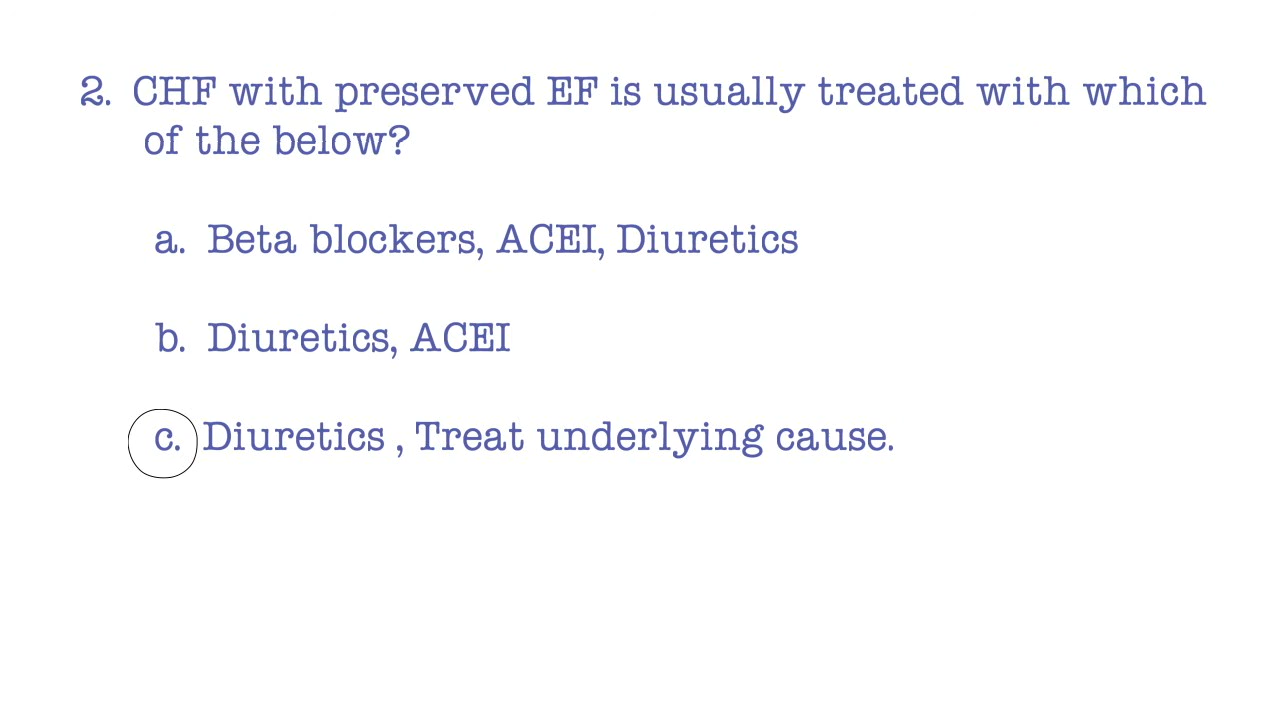 2. CHF with preserved EF is usually treated with which
of the below?
a. Beta blockers, ACEI, Diuretics
b. Diuretics, ACEI
c. Diuretics , Treat underlying cause.